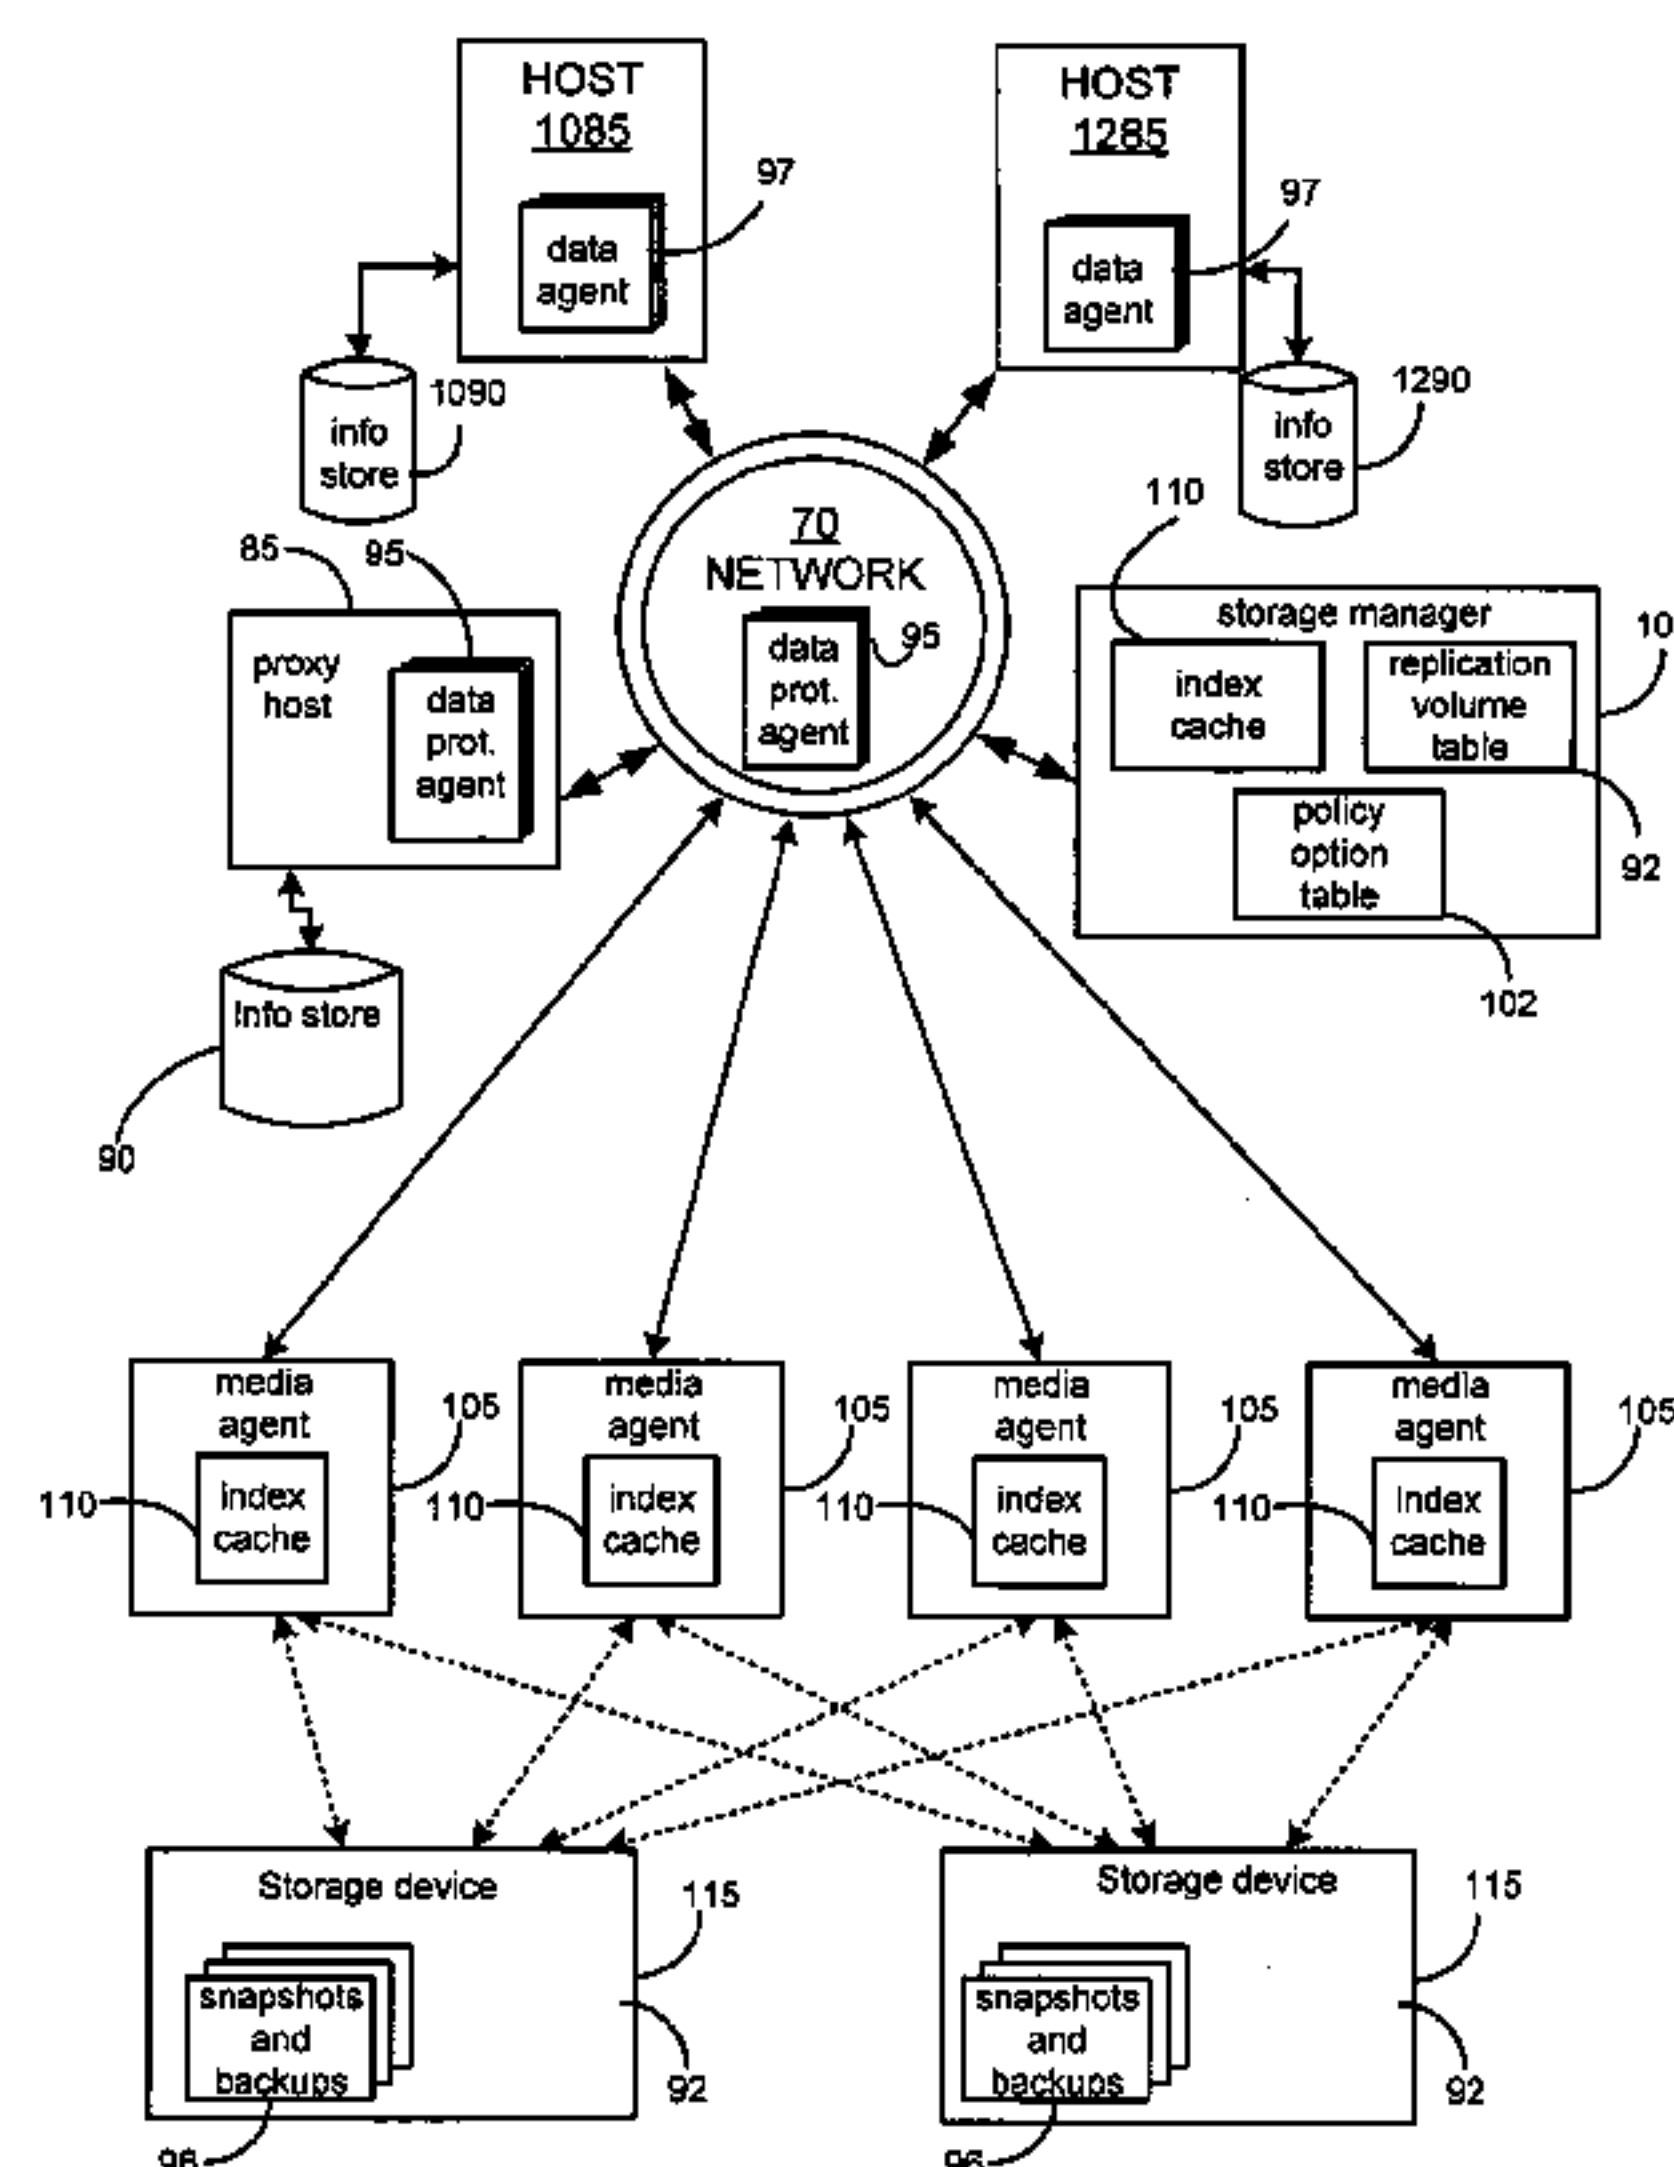 HOST
1085
data
agent
97
HOST
1285
data
agent
97
info
store
1090
info
store
1290
70
NETWORK
data
prot.
agent
95
85
95
proxy
host
data
prot.
agent
Info store
90
110
storage manager
index
cache
replication
volume
table
policy
option
table
10
92
102
media
agent
index
cache
105
110
media
agent
index
cache
105
110
media
agent
index
cache
105
110
media
agent
index
cache
105
110
Storage device
snapshots
and
backups
115
92
Storage device
snapshots
and
backups
115
92